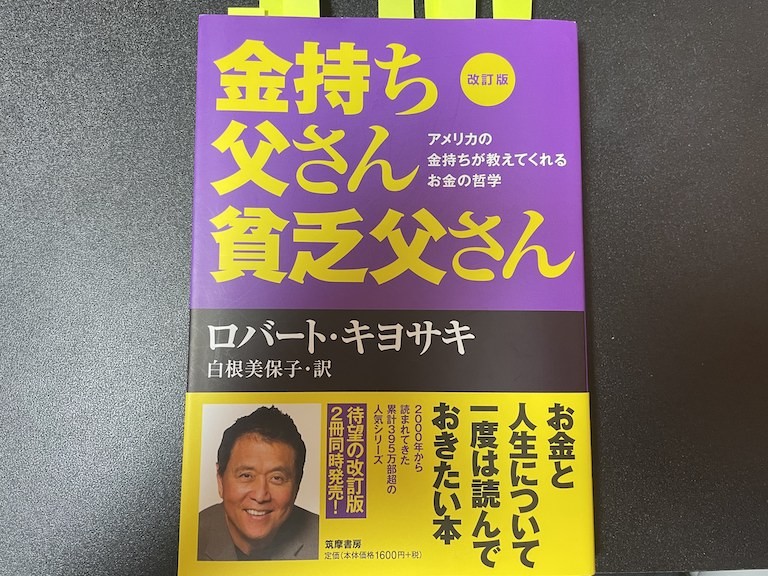 金持ち
父さん
貧乏父さん
改訂版
アメリカの
金持ちが教えてくれる
お金の哲学
ロバート・キヨサキ
白根美保子・訳
お金と
人生について
一度は読んで
おきたい本
2000年から
読まれてきた
累計395万部超の
人気シリーズ
待望の改訂版
2冊同時発売!
筑摩書房
定価(本体価格1600円+税)